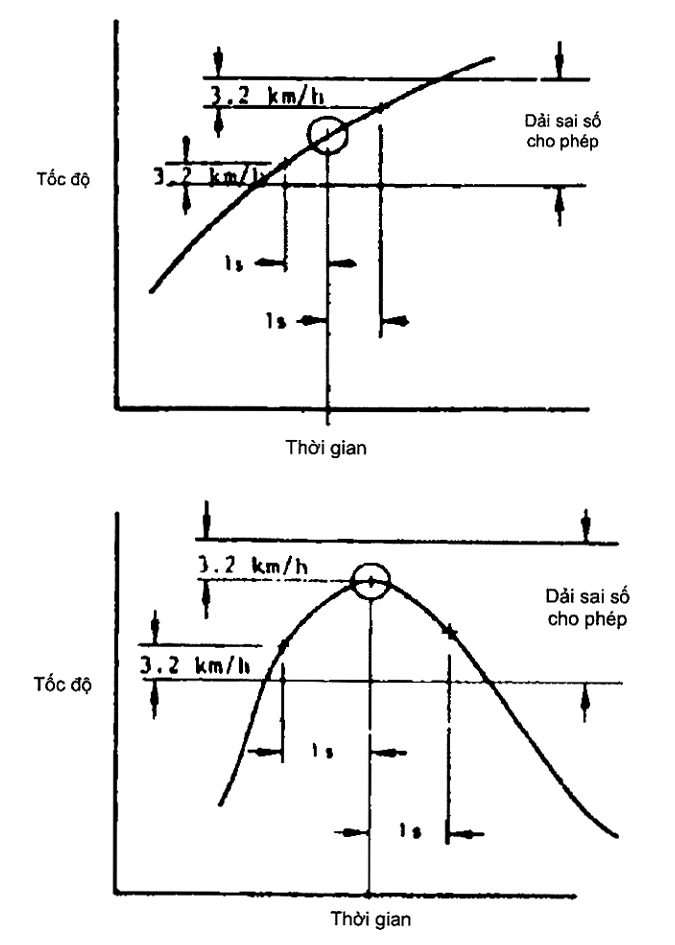 3.2 km/h
Dải sai số
cho phép
3.2 km/h
Tốc độ
1s
1s
Thời gian
3.2 km/h
Dải sai số
cho phép
3.2 km/h
Tốc độ
1s
1s
Thời gian